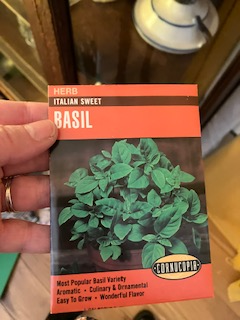 HERB
ITALIAN SWEET
BASIL
CORNUCOPIA
Most Popular Basil Variety
Aromatic • Culinary & Ornamental
Easy To Grow • Wonderful Flavor